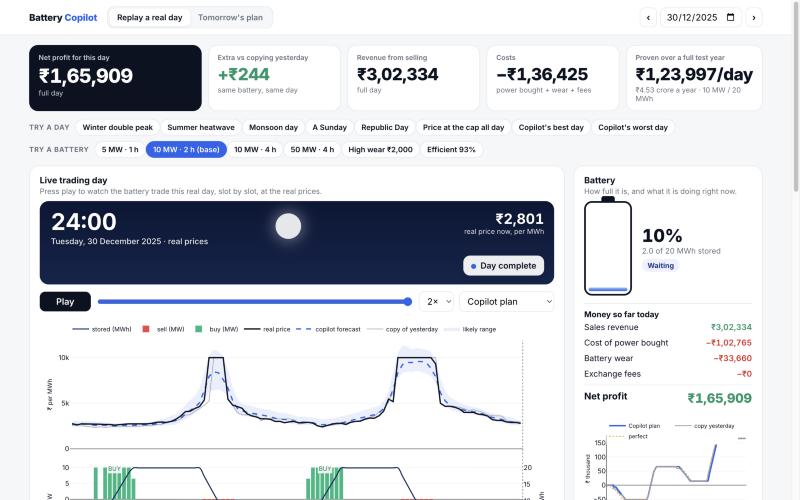 Battery Copilot
Replay a real day
Tomorrow's plan
‹
30/12/2025
›
Net profit for this day
₹1,65,909
full day
Extra vs copying yesterday
+₹244
same battery, same day
Revenue from selling
₹3,02,334
full day
Costs
−₹1,36,425
power bought + wear + fees
Proven over a full test year
₹1,23,997/day
₹4.53 crore a year · 10 MW / 20
MWh
TRY A DAY
Winter double peak
Summer heatwave
Monsoon day
A Sunday
Republic Day
Price at the cap all day
Copilot's best day
Copilot's worst day
TRY A BATTERY
5 MW · 1 h
10 MW · 2 h (base)
10 MW · 4 h
50 MW · 4 h
High wear ₹2,000
Efficient 93%
Live trading day
Press play to watch the battery trade this real day, slot by slot, at the real prices.
24:00
Tuesday, 30 December 2025 · real prices
₹2,801
real price now, per MWh
Day complete
Play
2×
Copilot plan
stored (MWh)
sell (MW)
buy (MW)
real price
copilot forecast
copy of yesterday
likely range
10k
5k
0
₹ per MWh
10
5
0
BUY
BUY
20
10
0
Battery
How full it is, and what it is doing right now.
10%
2.0 of 20 MWh stored
Waiting
Money so far today
Sales revenue
₹3,02,334
Cost of power bought
−₹1,02,765
Battery wear
−₹33,660
Exchange fees
−₹0
Net profit
₹1,65,909
Copilot plan
copy yesterday
perfect
150
100
50
0
−50
₹ thousand